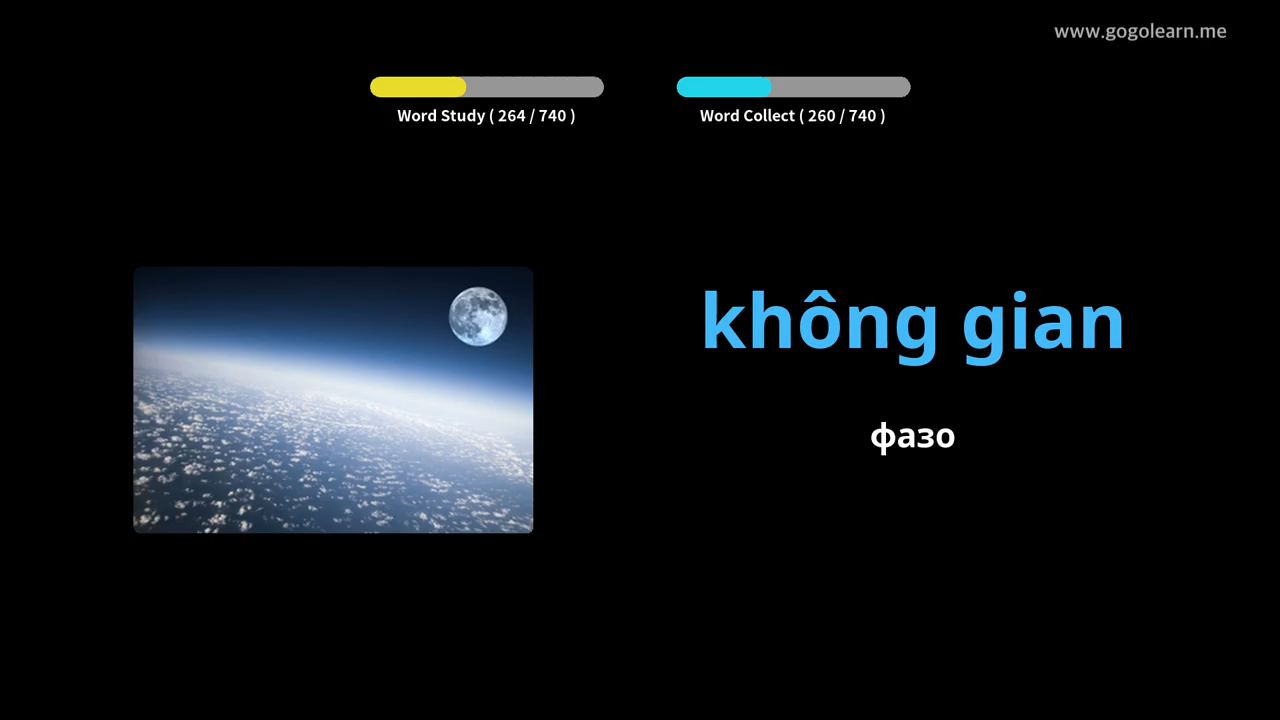 www.gogolearn.me
Word Study ( 264 / 740 )
Word Collect ( 260 / 740 )
không gian
фазо